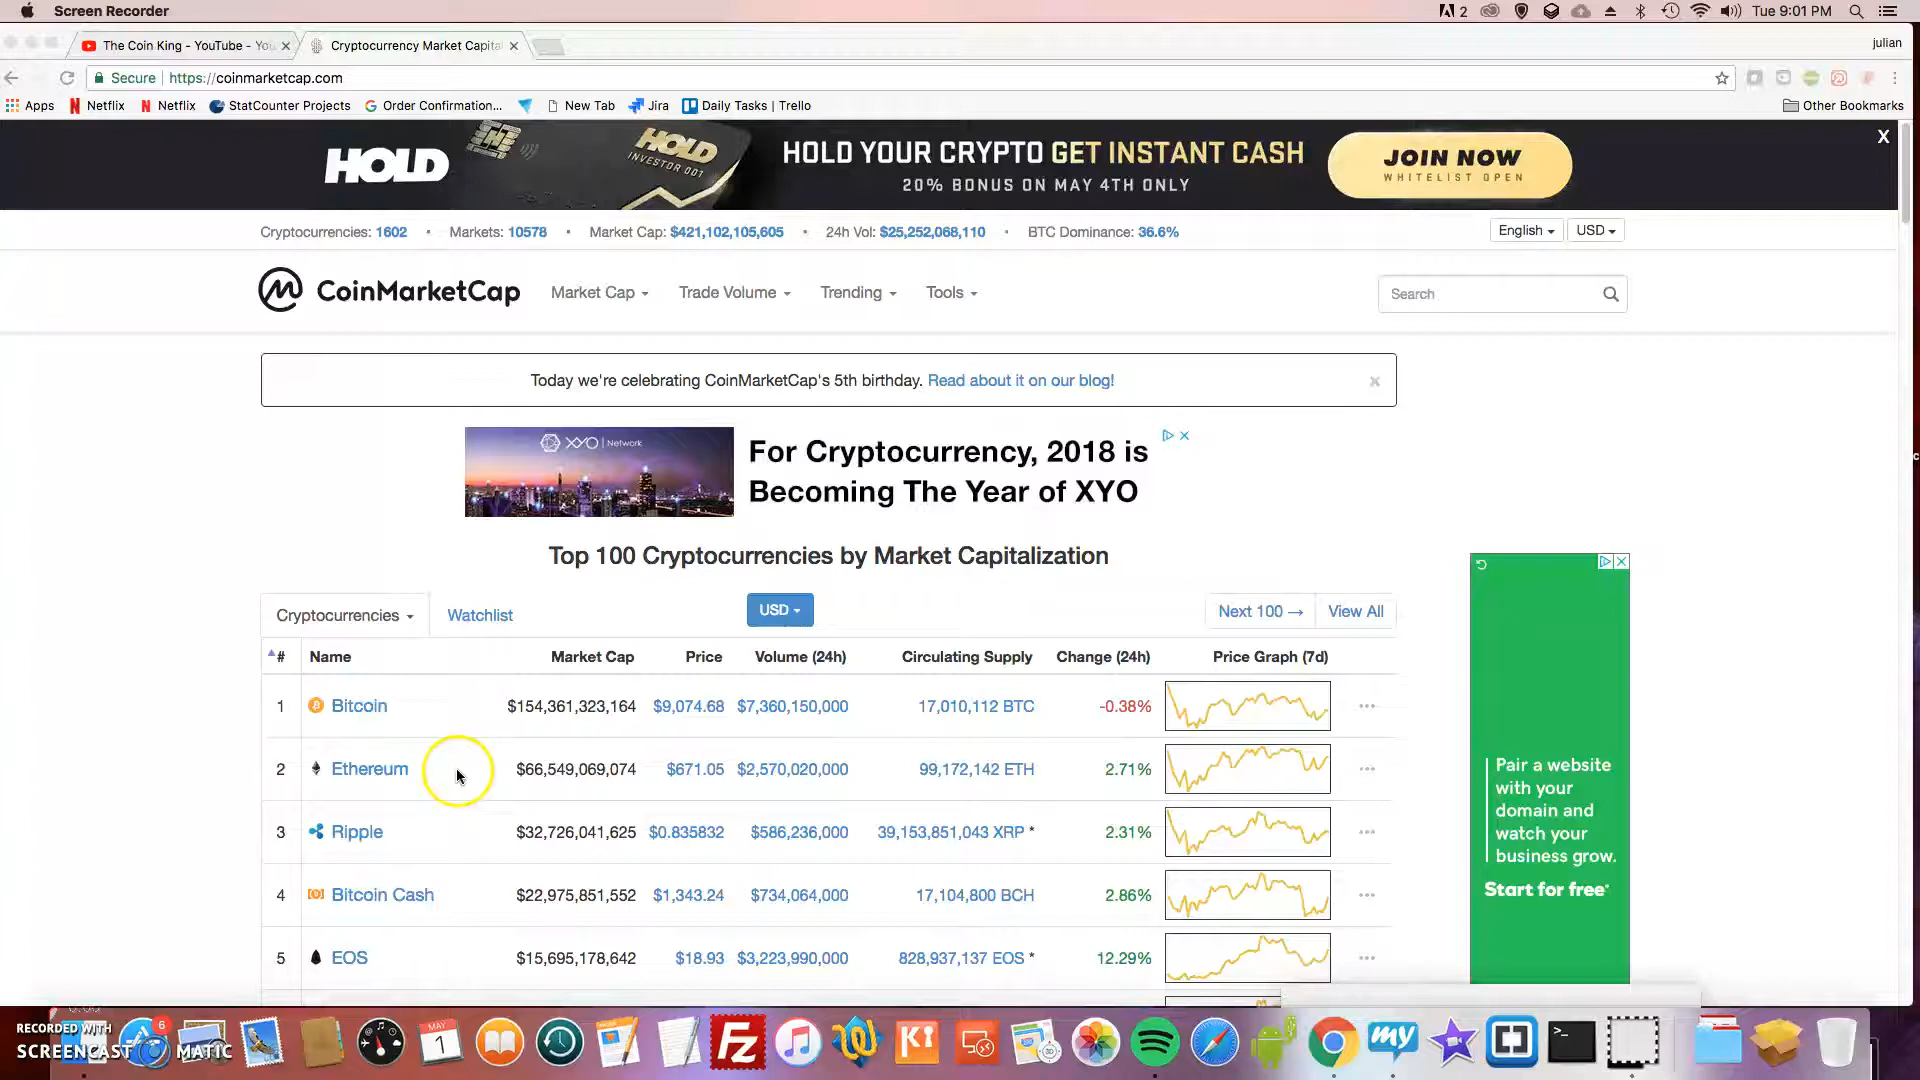 Screen Recorder
2
Tue 9:01 PM
The Coin King - YouTube - You
Cryptocurrency Market Capita
julian
Secure
https://coinmarketcap.com
Apps
Netflix
Netflix
StatCounter Projects
Order Confirmation...
New Tab
Jira
Daily Tasks | Trello
Other Bookmarks
HOLD
INVESTOR 001
HOLD YOUR CRYPTO GET INSTANT CASH
20% BONUS ON MAY 4TH ONLY
JOIN NOW
WHITELIST OPEN
X
Cryptocurrencies: 1602 • Markets: 10578 • Market Cap: $421,102,105,605 • 24h Vol: $25,252,068,110 • BTC Dominance: 36.6%
English
USD
CoinMarketCap
Market Cap
Trade Volume
Trending
Tools
Search
Today we're celebrating CoinMarketCap's 5th birthday. Read about it on our blog!
XYO | Network
For Cryptocurrency, 2018 is
Becoming The Year of XYO
Top 100 Cryptocurrencies by Market Capitalization
Cryptocurrencies
Watchlist
USD
Next 100 →
View All
# Name Market Cap Price Volume (24h) Circulating Supply Change (24h) Price Graph (7d)
1 Bitcoin $154,361,323,164 $9,074.68 $7,360,150,000 17,010,112 BTC -0.38%
2 Ethereum $66,549,069,074 $671.05 $2,570,020,000 99,172,142 ETH 2.71%
3 Ripple $32,726,041,625 $0.835832 $586,236,000 39,153,851,043 XRP * 2.31%
4 Bitcoin Cash $22,975,851,552 $1,343.24 $734,064,000 17,104,800 BCH 2.86%
5 EOS $15,695,178,642 $18.93 $3,223,990,000 828,937,137 EOS * 12.29%
Pair a website
with your
domain and
watch your
business grow.
Start for free*
RECORDED WITH
SCREENCAST MATIC
6
MAY
1
Fz
K!
3D
my